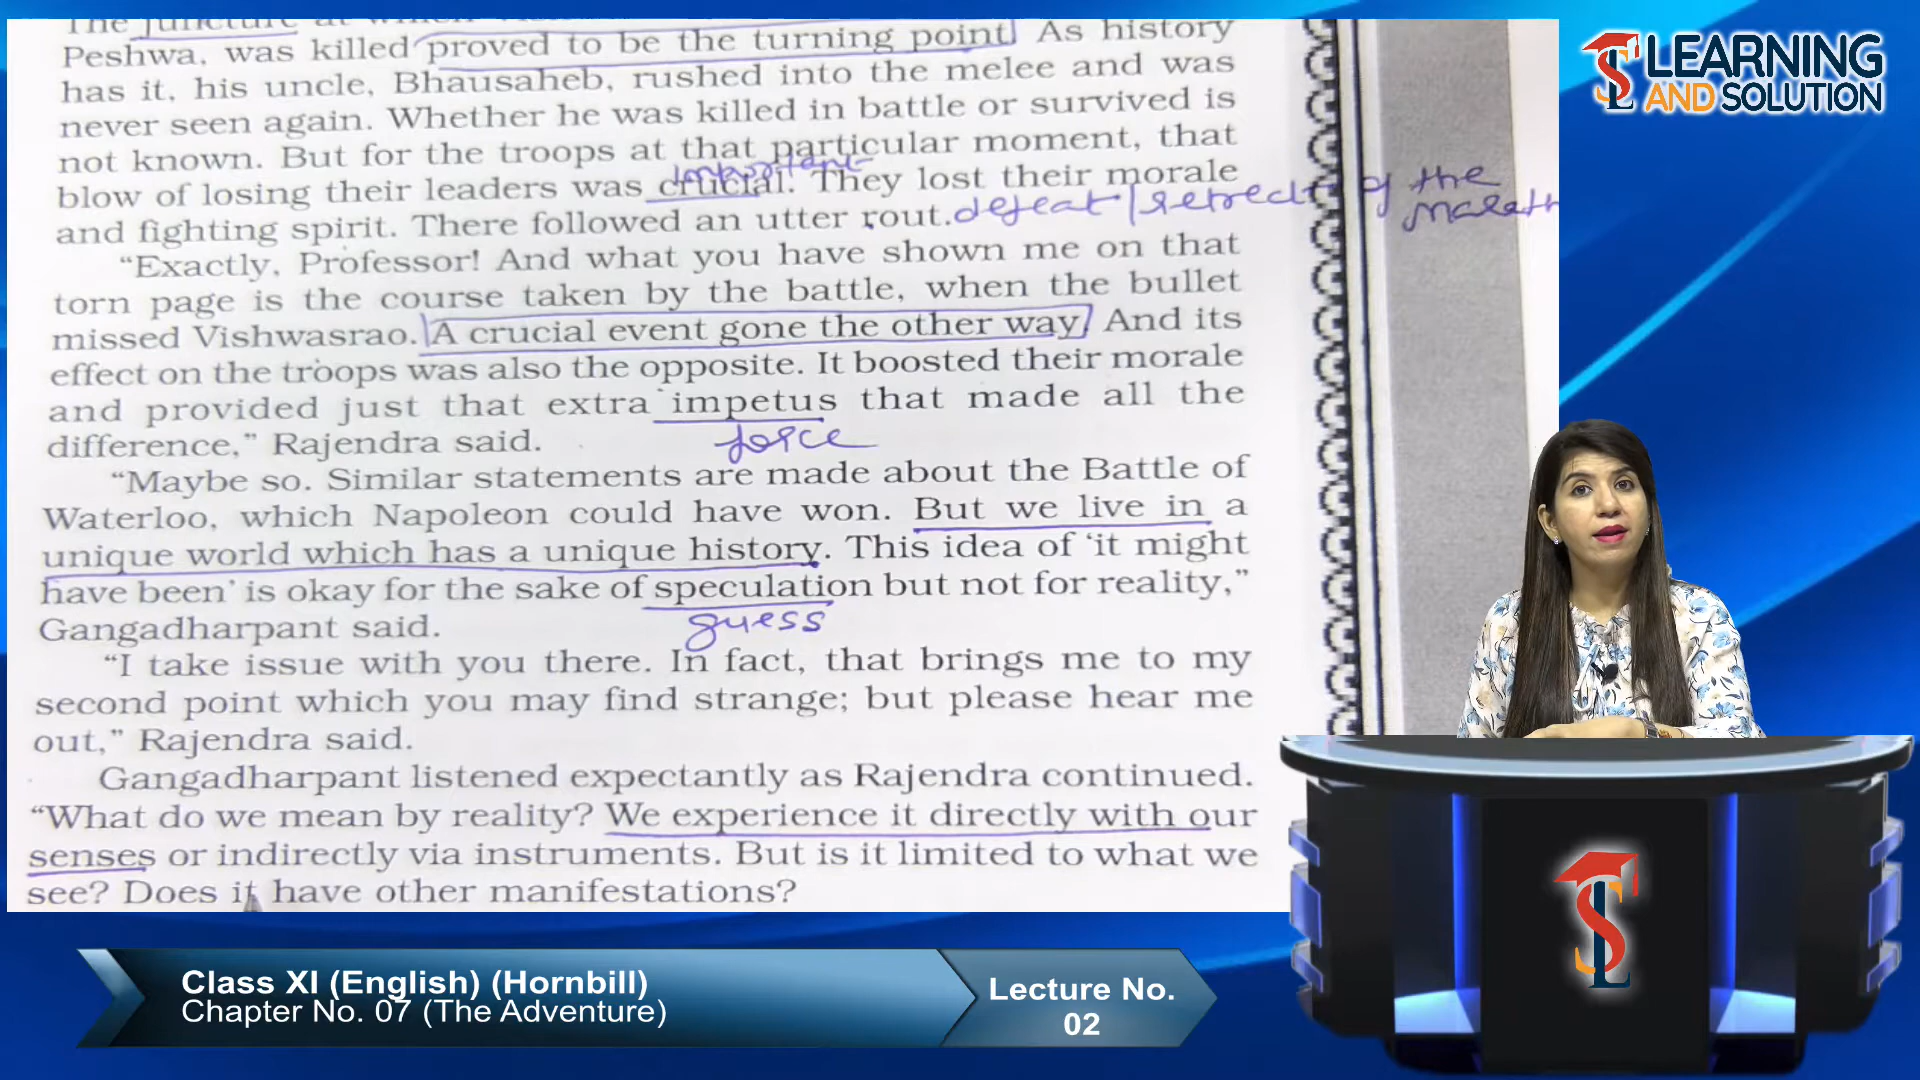 The juncture at which
Peshwa, was killed proved to be the turning point. As history
has it, his uncle, Bhausaheb, rushed into the melee and was
never seen again. Whether he was killed in battle or survived is
not known. But for the troops at that particular moment, that
important
blow of losing their leaders was crucial. They lost their morale
and fighting spirit. There followed an utter rout. defeat/retreat of the
Marath
“Exactly, Professor! And what you have shown me on that
torn page is the course taken by the battle, when the bullet
missed Vishwasrao. A crucial event gone the other way. And its
effect on the troops was also the opposite. It boosted their morale
and provided just that extra impetus that made all the
difference,” Rajendra said.
force
“Maybe so. Similar statements are made about the Battle of
Waterloo, which Napoleon could have won. But we live in a
unique world which has a unique history. This idea of ‘it might
have been’ is okay for the sake of speculation but not for reality,”
Gangadharpant said.
guess
“I take issue with you there. In fact, that brings me to my
second point which you may find strange; but please hear me
out,” Rajendra said.
Gangadharpant listened expectantly as Rajendra continued.
“What do we mean by reality? We experience it directly with our
senses or indirectly via instruments. But is it limited to what we
see? Does it have other manifestations?
LEARNING
AND SOLUTION
Class XI (English) (Hornbill)
Chapter No. 07 (The Adventure)
Lecture No.
02